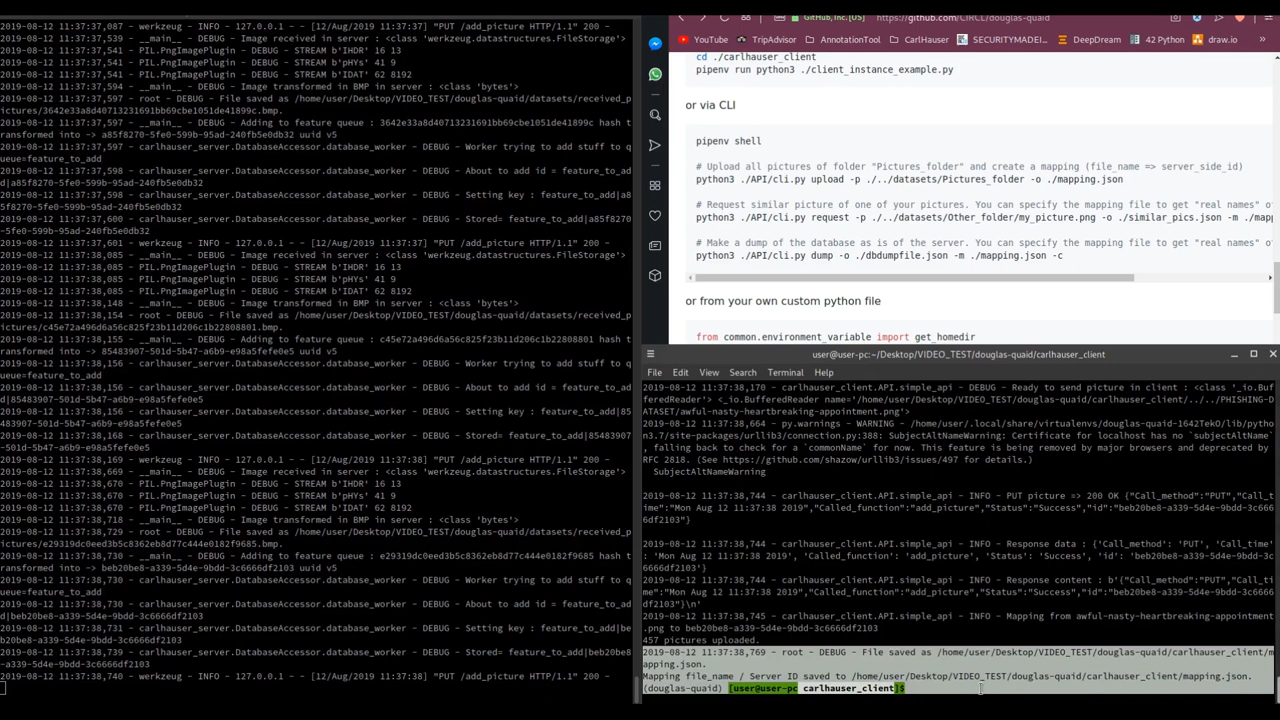 2019-08-12 11:37:37,087 - werkzeug - INFO - 127.0.0.1 - - [12/Aug/2019 11:37:37] "PUT /add_picture HTTP/1.1" 200 -
2019-08-12 11:37:37,539 - __main__ - DEBUG - Image received in server : <class 'werkzeug.datastructures.FileStorage'>
2019-08-12 11:37:37,541 - PIL.PngImagePlugin - DEBUG - STREAM b'IHDR' 16 13
2019-08-12 11:37:37,541 - PIL.PngImagePlugin - DEBUG - STREAM b'pHYs' 41 9
2019-08-12 11:37:37,541 - PIL.PngImagePlugin - DEBUG - STREAM b'IDAT' 62 8192
2019-08-12 11:37:37,594 - __main__ - DEBUG - Image transformed in BMP in server : <class 'bytes'>
2019-08-12 11:37:37,597 - root - DEBUG - File saved as /home/user/Desktop/VIDEO_TEST/douglas-quaid/datasets/received_p
ictures/3642e33a8d40713231691bb69cbe1051de41899c.bmp.
2019-08-12 11:37:37,597 - __main__ - DEBUG - Adding to feature queue : 3642e33a8d40713231691bb69cbe1051de41899c hash t
ransformed into -> a85f8270-5fe0-599b-95ad-240fb5e0db32 uuid v5
2019-08-12 11:37:37,597 - carlhauser_server.DatabaseAccessor.database_worker - DEBUG - Worker trying to add stuff to q
ueue=feature_to_add
2019-08-12 11:37:37,598 - carlhauser_server.DatabaseAccessor.database_worker - DEBUG - About to add id = feature_to_ad
d|a85f8270-5fe0-599b-95ad-240fb5e0db32
2019-08-12 11:37:37,598 - carlhauser_server.DatabaseAccessor.database_worker - DEBUG - Setting key : feature_to_add|a8
5f8270-5fe0-599b-95ad-240fb5e0db32
2019-08-12 11:37:37,600 - carlhauser_server.DatabaseAccessor.database_worker - DEBUG - Stored= feature_to_add|a85f8270
-5fe0-599b-95ad-240fb5e0db32
2019-08-12 11:37:37,601 - werkzeug - INFO - 127.0.0.1 - - [12/Aug/2019 11:37:37] "PUT /add_picture HTTP/1.1" 200 -
2019-08-12 11:37:38,085 - __main__ - DEBUG - Image received in server : <class 'werkzeug.datastructures.FileStorage'>
2019-08-12 11:37:38,085 - PIL.PngImagePlugin - DEBUG - STREAM b'IHDR' 16 13
2019-08-12 11:37:38,085 - PIL.PngImagePlugin - DEBUG - STREAM b'pHYs' 41 9
2019-08-12 11:37:38,085 - PIL.PngImagePlugin - DEBUG - STREAM b'IDAT' 62 8192
2019-08-12 11:37:38,148 - __main__ - DEBUG - Image transformed in BMP in server : <class 'bytes'>
2019-08-12 11:37:38,154 - root - DEBUG - File saved as /home/user/Desktop/VIDEO_TEST/douglas-quaid/datasets/received_p
ictures/c45e72a496d6a56c825f23b11d206c1b22808801.bmp.
2019-08-12 11:37:38,155 - __main__ - DEBUG - Adding to feature queue : c45e72a496d6a56c825f23b11d206c1b22808801 hash t
ransformed into -> 85483907-501d-5b47-a6fb-e98a35fe0e5 uuid v5
2019-08-12 11:37:38,156 - carlhauser_server.DatabaseAccessor.database_worker - DEBUG - Worker trying to add stuff to q
ueue=feature_to_add
2019-08-12 11:37:38,156 - carlhauser_server.DatabaseAccessor.database_worker - DEBUG - About to add id = feature_to_ad
d|85483907-501d-5b47-a6fb-e98a35fe0e5
2019-08-12 11:37:38,156 - carlhauser_server.DatabaseAccessor.database_worker - DEBUG - Setting key : feature_to_add|85
483907-501d-5b47-a6fb-e98a35fe0e5
2019-08-12 11:37:38,168 - carlhauser_server.DatabaseAccessor.database_worker - DEBUG - Stored= feature_to_add|85483907
-501d-5b47-a6fb-e98a35fe0e5
2019-08-12 11:37:38,169 - werkzeug - INFO - 127.0.0.1 - - [12/Aug/2019 11:37:38] "PUT /add_picture HTTP/1.1" 200 -
2019-08-12 11:37:38,669 - __main__ - DEBUG - Image received in server : <class 'werkzeug.datastructures.FileStorage'>
2019-08-12 11:37:38,670 - PIL.PngImagePlugin - DEBUG - STREAM b'IHDR' 16 13
2019-08-12 11:37:38,670 - PIL.PngImagePlugin - DEBUG - STREAM b'pHYs' 41 9
2019-08-12 11:37:38,670 - PIL.PngImagePlugin - DEBUG - STREAM b'IDAT' 62 8192
2019-08-12 11:37:38,718 - __main__ - DEBUG - Image transformed in BMP in server : <class 'bytes'>
2019-08-12 11:37:38,729 - root - DEBUG - File saved as /home/user/Desktop/VIDEO_TEST/douglas-quaid/datasets/received_p
ictures/e29319dc0eed3b5c8362eb8d77c444e0182f9685.bmp.
2019-08-12 11:37:38,730 - __main__ - DEBUG - Adding to feature queue : e29319dc0eed3b5c8362eb8d77c444e0182f9685 hash t
ransformed into -> beb20be8-a339-5d4e-9bdd-3c6666df2103 uuid v5
2019-08-12 11:37:38,730 - carlhauser_server.DatabaseAccessor.database_worker - DEBUG - Worker trying to add stuff to q
ueue=feature_to_add
2019-08-12 11:37:38,730 - carlhauser_server.DatabaseAccessor.database_worker - DEBUG - About to add id = feature_to_ad
d|beb20be8-a339-5d4e-9bdd-3c6666df2103
2019-08-12 11:37:38,731 - carlhauser_server.DatabaseAccessor.database_worker - DEBUG - Setting key : feature_to_add|be
b20be8-a339-5d4e-9bdd-3c6666df2103
2019-08-12 11:37:38,739 - carlhauser_server.DatabaseAccessor.database_worker - DEBUG - Stored= feature_to_add|beb20be8
-a339-5d4e-9bdd-3c6666df2103
2019-08-12 11:37:38,740 - werkzeug - INFO - 127.0.0.1 - - [12/Aug/2019 11:37:38] "PUT /add_picture HTTP/1.1" 200 -
GitHub, Inc. [US] https://github.com/CIRCL/douglas-quaid
YouTube TripAdvisor AnnotationTool CarlHauser SECURITYMADEI DeepDream 42 Python draw.io
cd ./carlhauser_client
pipenv run python3 ./client_instance_example.py
or via CLI
pipenv shell
# Upload all pictures of folder "Pictures_folder" and create a mapping (file_name => server_side_id)
python3 ./API/cli.py upload -p ./../datasets/Pictures_folder -o ./mapping.json
# Request similar picture of one of your pictures. You can specify the mapping file to get "real names" o
python3 ./API/cli.py request -p ./../datasets/Other_folder/my_picture.png -o ./similar_pics.json -m ./map
# Make a dump of the database as is of the server. You can specify the mapping file to get "real names" o
python3 ./API/cli.py dump -o ./dbdumpfile.json -m ./mapping.json -c
or from your own custom python file
from common.environment_variable import get_homedir
user@user-pc:~/Desktop/VIDEO_TEST/douglas-quaid/carlhauser_client
File Edit View Search Terminal Help
2019-08-12 11:37:38,170 - carlhauser_client.API.simple_api - DEBUG - Ready to send picture in client : <class '_io.Buf
feredReader'> <_io.BufferedReader name='/home/user/Desktop/VIDEO_TEST/douglas-quaid/carlhauser_client/../../PHISHING-D
ATASET/awful-nasty-heartbreaking-appointment.png'>
2019-08-12 11:37:38,664 - py.warnings - WARNING - /home/user/.local/share/virtualenvs/douglas-quaid-1642TekO/lib/pytho
n3.7/site-packages/urllib3/connection.py:388: SubjectAltNameWarning: Certificate for localhost has no `subjectAltName`
, falling back to check for a `commonName` for now. This feature is being removed by major browsers and deprecated by
RFC 2818. (See https://github.com/shazow/urllib3/issues/497 for details.)
SubjectAltNameWarning
2019-08-12 11:37:38,744 - carlhauser_client.API.simple_api - INFO - PUT picture => 200 OK {"Call_method":"PUT","Call_t
ime":"Mon Aug 12 11:37:38 2019","Called_function":"add_picture","Status":"Success","id":"beb20be8-a339-5d4e-9bdd-3c666
6df2103"}
2019-08-12 11:37:38,744 - carlhauser_client.API.simple_api - INFO - Response data : {'Call_method': 'PUT', 'Call_time'
: 'Mon Aug 12 11:37:38 2019', 'Called_function': 'add_picture', 'Status': 'Success', 'id': 'beb20be8-a339-5d4e-9bdd-3c
6666df2103'}
2019-08-12 11:37:38,744 - carlhauser_client.API.simple_api - INFO - Response content : b'{"Call_method":"PUT","Call_ti
me":"Mon Aug 12 11:37:38 2019","Called_function":"add_picture","Status":"Success","id":"beb20be8-a339-5d4e-9bdd-3c6666
df2103"}\n'
2019-08-12 11:37:38,745 - carlhauser_client.API.simple_api - INFO - Mapping from awful-nasty-heartbreaking-appointment
.png to beb20be8-a339-5d4e-9bdd-3c6666df2103
457 pictures uploaded.
2019-08-12 11:37:38,769 - root - DEBUG - File saved as /home/user/Desktop/VIDEO_TEST/douglas-quaid/carlhauser_client/m
apping.json.
Mapping file_name / Server ID saved to /home/user/Desktop/VIDEO_TEST/douglas-quaid/carlhauser_client/mapping.json.
(douglas-quaid) [user@user-pc carlhauser_client]$